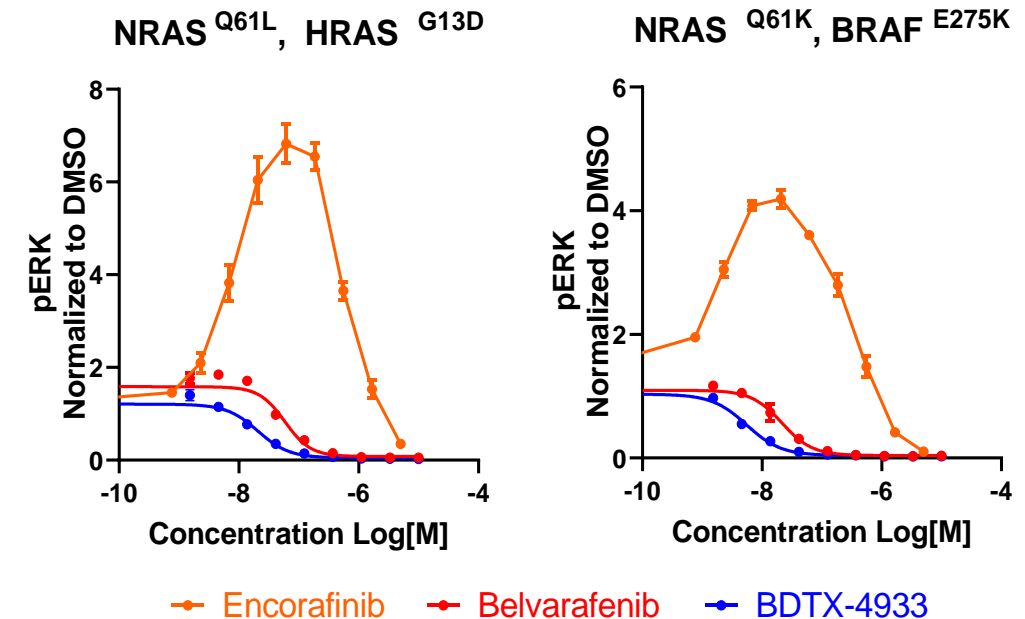 NRAS Q61L, HRAS G13D
8
6
4
2
0
pERK
Normalized to DMSO
-10 -8 -6 -4
Concentration Log[M]
NRAS Q61K, BRAF E275K
6
4
2
0
pERK
Normalized to DMSO
-10 -8 -6 -4
Concentration Log[M]
Encorafinib Belvarafenib BDTX-4933